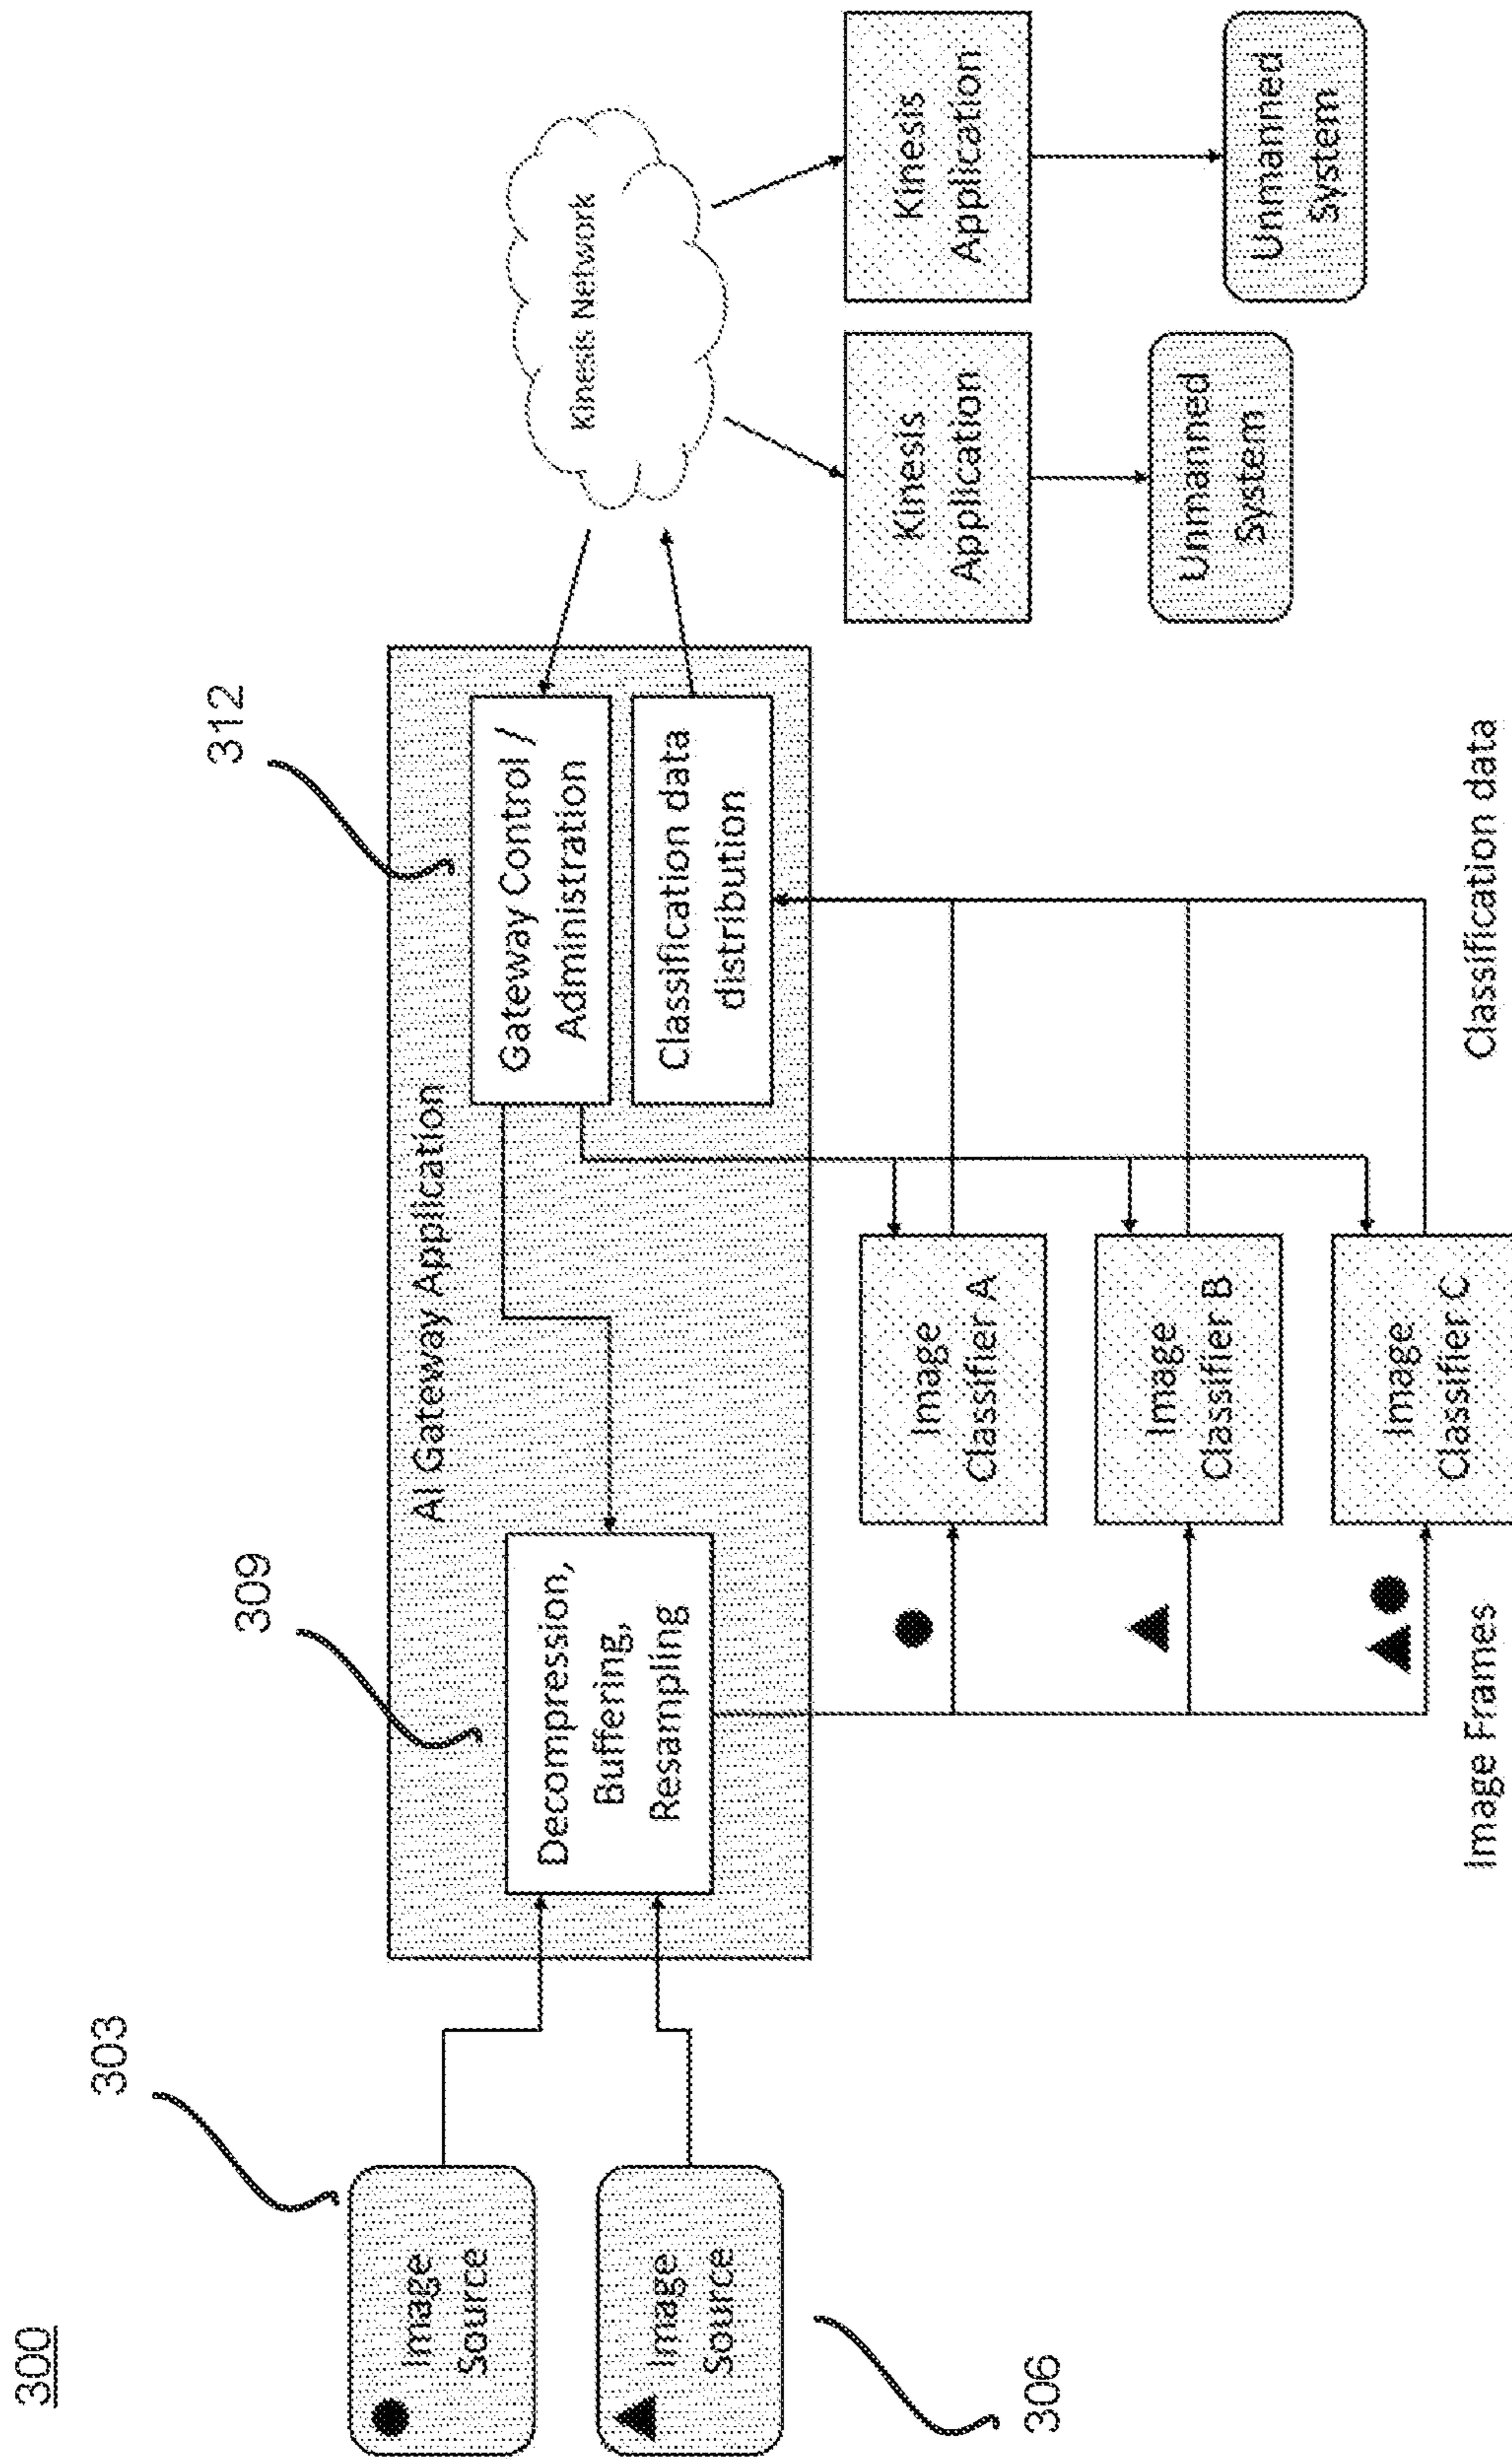 300
303
Image
Source
Image
Source
306
309
312
AI Gateway Application
Decompression,
Buffering,
Resampling
Gateway Control /
Administration
Classification data
distribution
Kinesis Network
Image
Classifier A
Image
Classifier B
Image
Classifier C
Image Frames
Classification data
Kinesis
Application
Kinesis
Application
Unmanned
System
Unmanned
System